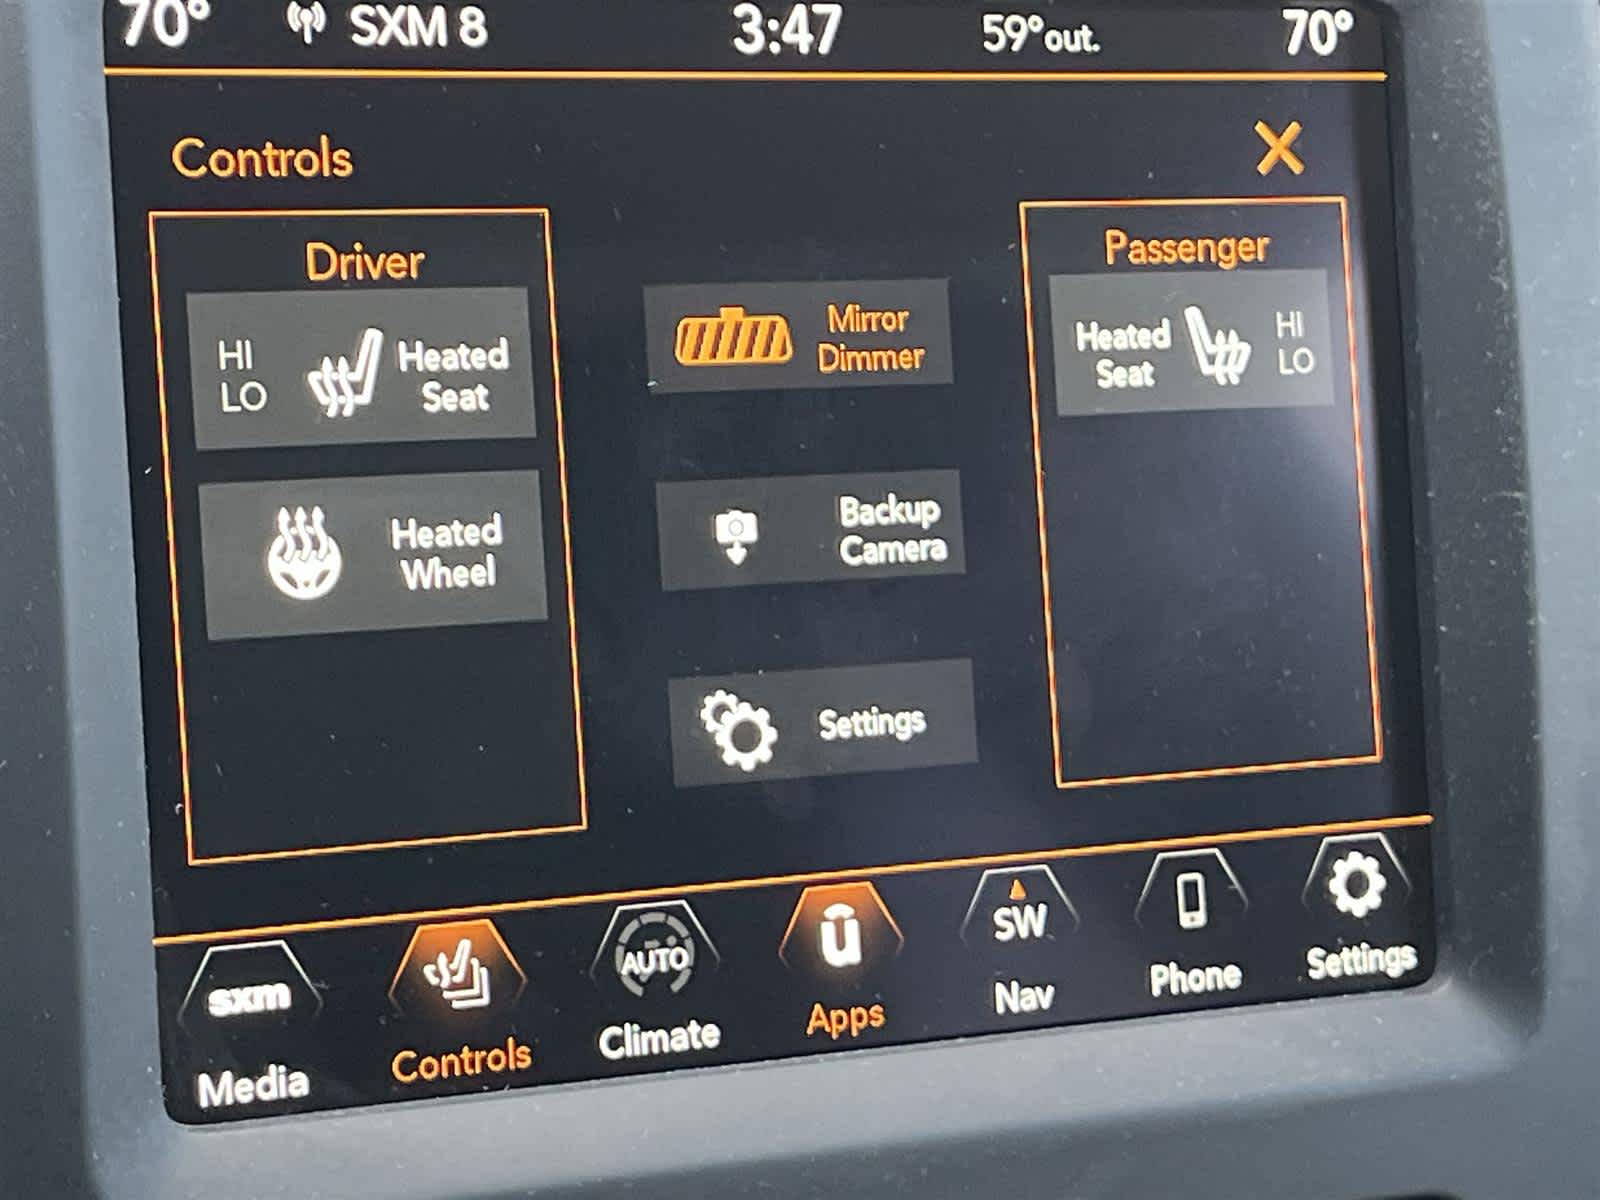 70° SXM 8 3:47 59° out. 70°
Controls X
Driver
HI
LO
Heated
Seat
Heated
Wheel
Mirror
Dimmer
Backup
Camera
Settings
Passenger
Heated
Seat
HI
LO
sxm
Media
Controls
AUTO
Climate
ū
Apps
SW
Nav
Phone
Settings